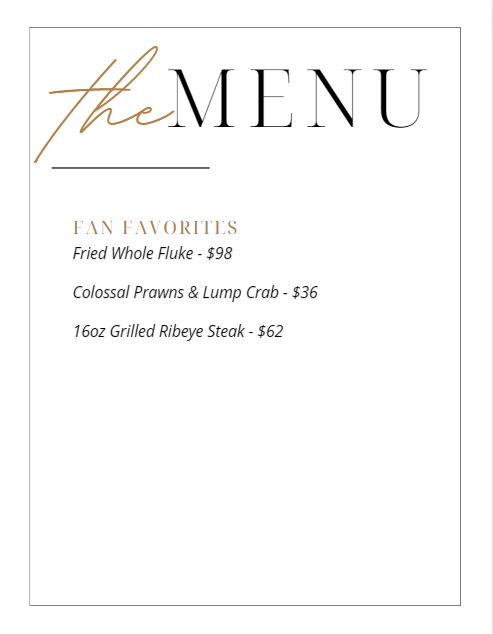 the MENU
FAN FAVORITES
Fried Whole Fluke - $98
Colossal Prawns & Lump Crab - $36
16oz Grilled Ribeye Steak - $62